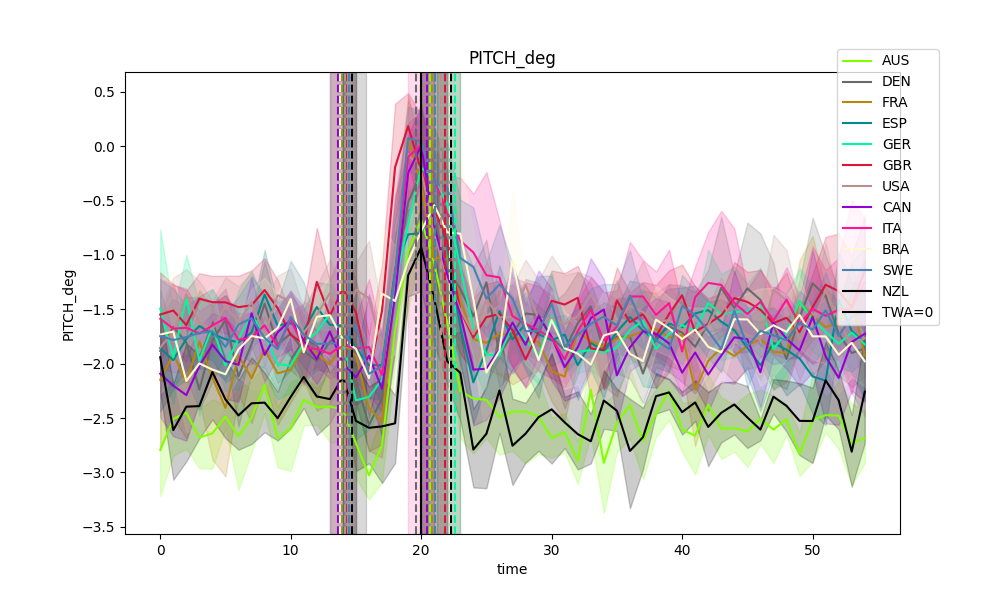 PITCH_deg
AUS
DEN
FRA
ESP
GER
GBR
USA
CAN
ITA
BRA
SWE
NZL
TWA=0
PITCH_deg
0.5
0.0
−0.5
−1.0
−1.5
−2.0
−2.5
−3.0
−3.5
0 10 20 30 40 50
time